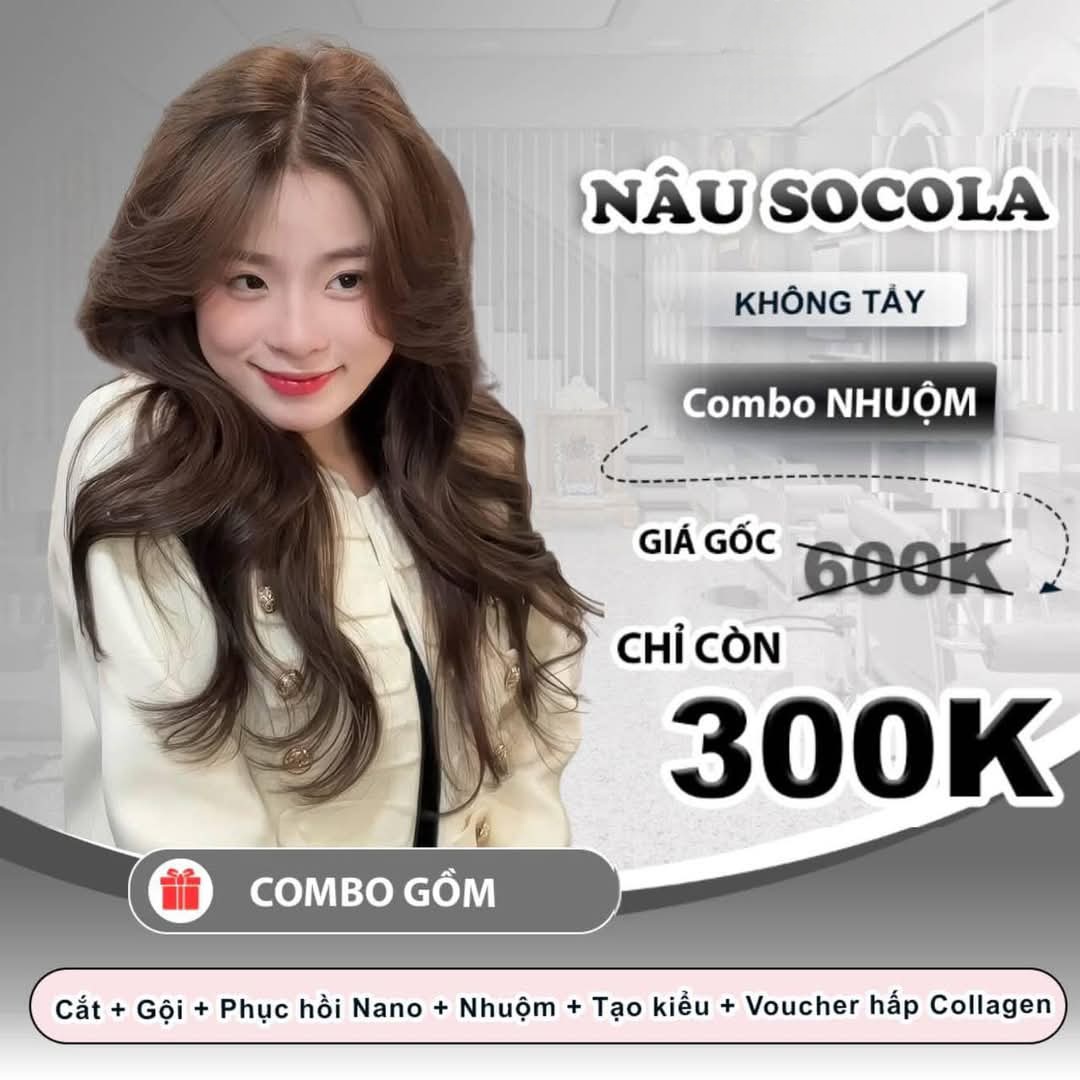 NÂU SOCOLA
KHÔNG TẨY
Combo NHUỘM
GIÁ GỐC 600K
CHỈ CÒN
300K
COMBO GỒM
Cắt + Gội + Phục hồi Nano + Nhuộm + Tạo kiểu + Voucher hấp Collagen